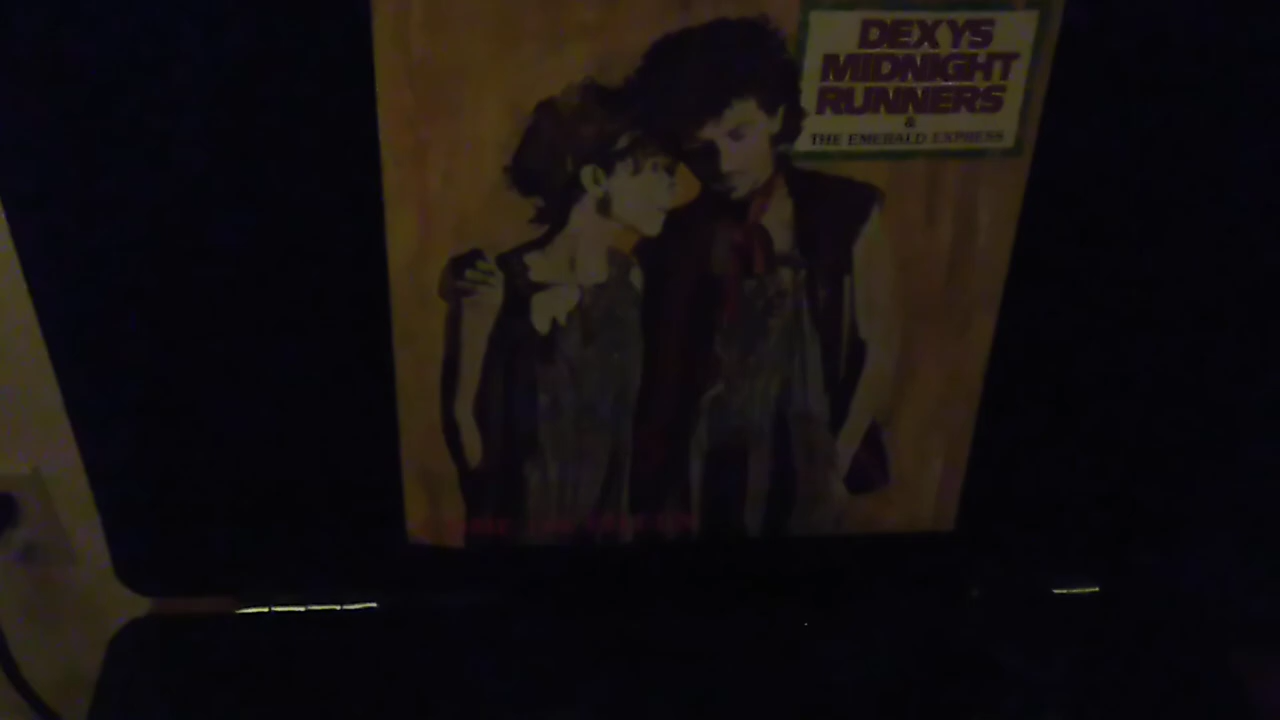 DEXYS
MIDNIGHT
RUNNERS
&
THE EMERALD EXPRESS